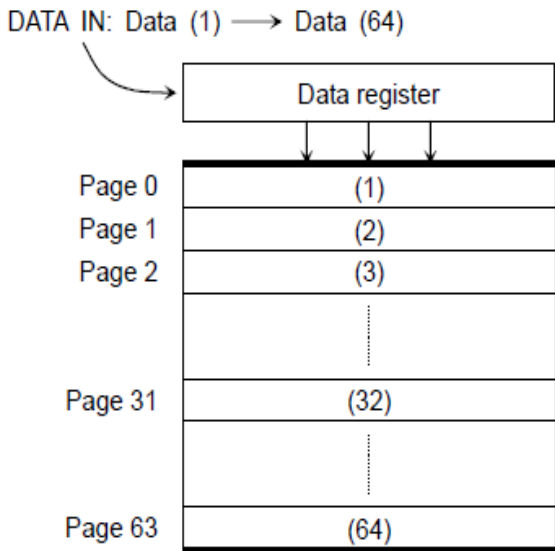 DATA IN: Data (1) ⟶ Data (64)
Data register
Page 0 (1)
Page 1 (2)
Page 2 (3)
Page 31 (32)
Page 63 (64)